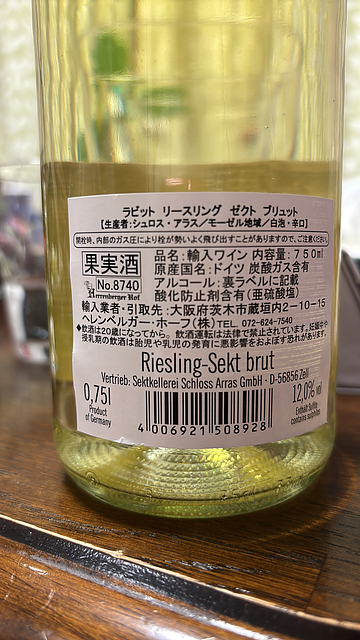 ラビット リースリング ゼクト ブリュット
【生産者:シュロス・アラス/モーゼル地域/白泡・辛口】
開栓時、内部のガス圧により栓が勢いよく飛び出すことがありますので、ご注意ください。
果実酒
No.8740
Herrenberger Hof
品名:輸入ワイン 内容量:750ml
原産国名:ドイツ 炭酸ガス含有
アルコール:裏ラベルに記載
酸化防止剤含有(亜硫酸塩)
輸入業者・引取先:大阪府茨木市蔵垣内2-10-15
ヘレンベルガー・ホーフ(株)TEL. 072-624-7540
◆飲酒は20歳になってから。飲酒運転は法律で禁止されています。妊娠中や
授乳期の飲酒は胎児や乳児の発育に悪影響をおよぼす恐れがあります。
Riesling-Sekt brut
Vertrieb: Sektkellerei Schloss Arras GmbH - D-56856 Zell
0,75l
Product
of Germany
4 006921 508928
12,0% vol
Enthält Sulfite,
contains sulphites